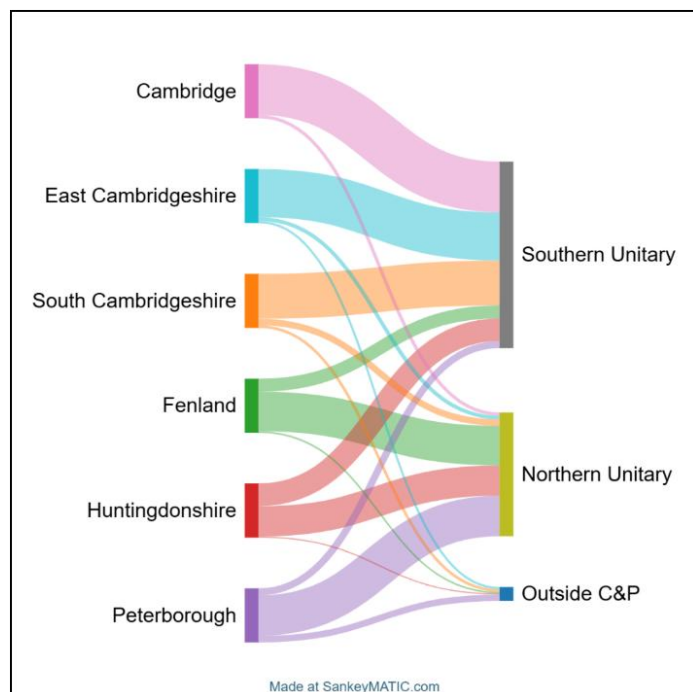 Cambridge
East Cambridgeshire
South Cambridgeshire
Fenland
Huntingdonshire
Peterborough
Southern Unitary
Northern Unitary
Outside C&P
Made at SankeyMATIC.com